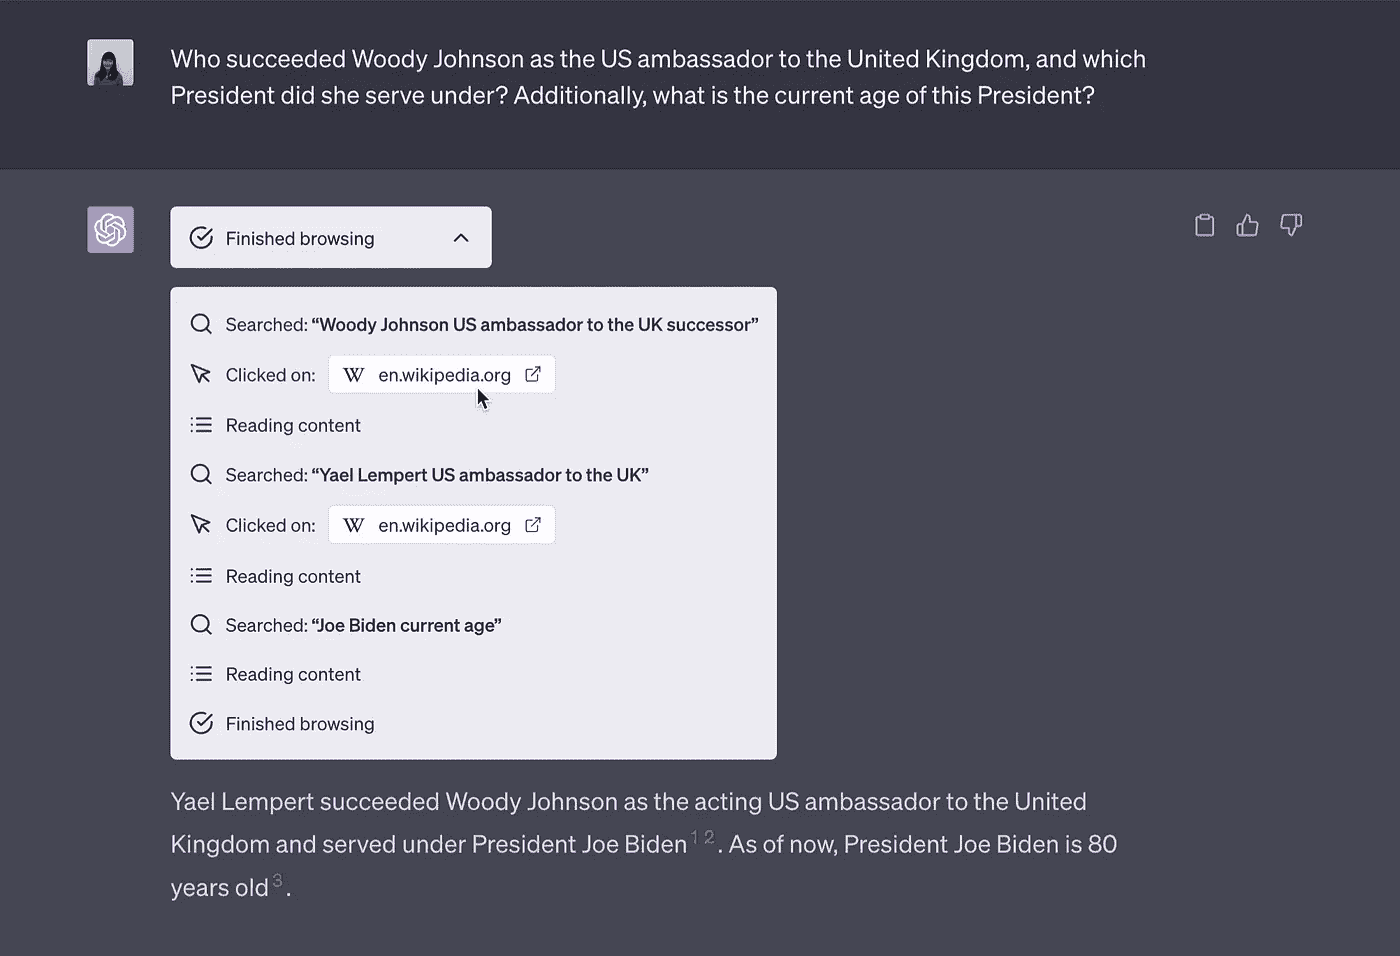 Who succeeded Woody Johnson as the US ambassador to the United Kingdom, and which
President did she serve under? Additionally, what is the current age of this President?
Finished browsing
Searched: “Woody Johnson US ambassador to the UK successor”
Clicked on: W en.wikipedia.org
Reading content
Searched: “Yael Lempert US ambassador to the UK”
Clicked on: W en.wikipedia.org
Reading content
Searched: “Joe Biden current age”
Reading content
Finished browsing
Yael Lempert succeeded Woody Johnson as the acting US ambassador to the United
Kingdom and served under President Joe Biden 1 2 . As of now, President Joe Biden is 80
years old 3 .